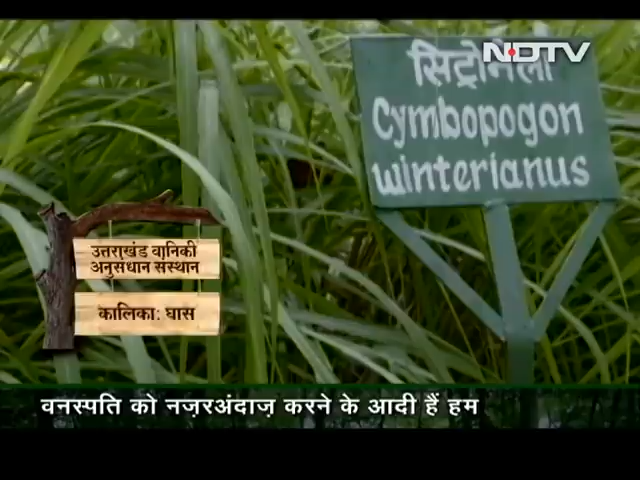 NDTV
सिट्रोनेला
Cymbopogon
winterianus
उत्तराखंड वानिकी
अनुसंधान संस्थान
कालिका: घास
वनस्पति को नज़रअंदाज़ करने के आदी हैं हम